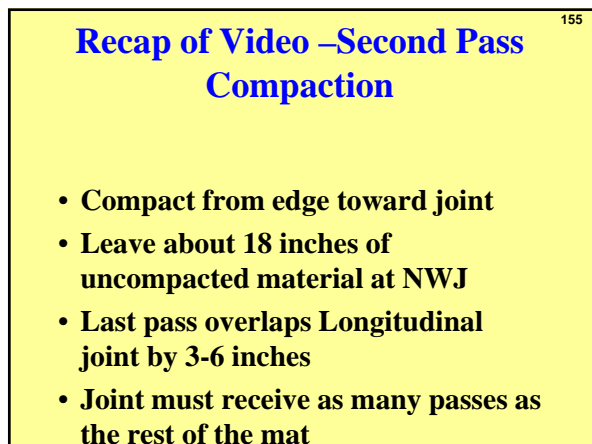 155
Recap of Video –Second Pass
Compaction
• Compact from edge toward joint
• Leave about 18 inches of
uncompacted material at NWJ
• Last pass overlaps Longitudinal
joint by 3-6 inches
• Joint must receive as many passes as
the rest of the mat